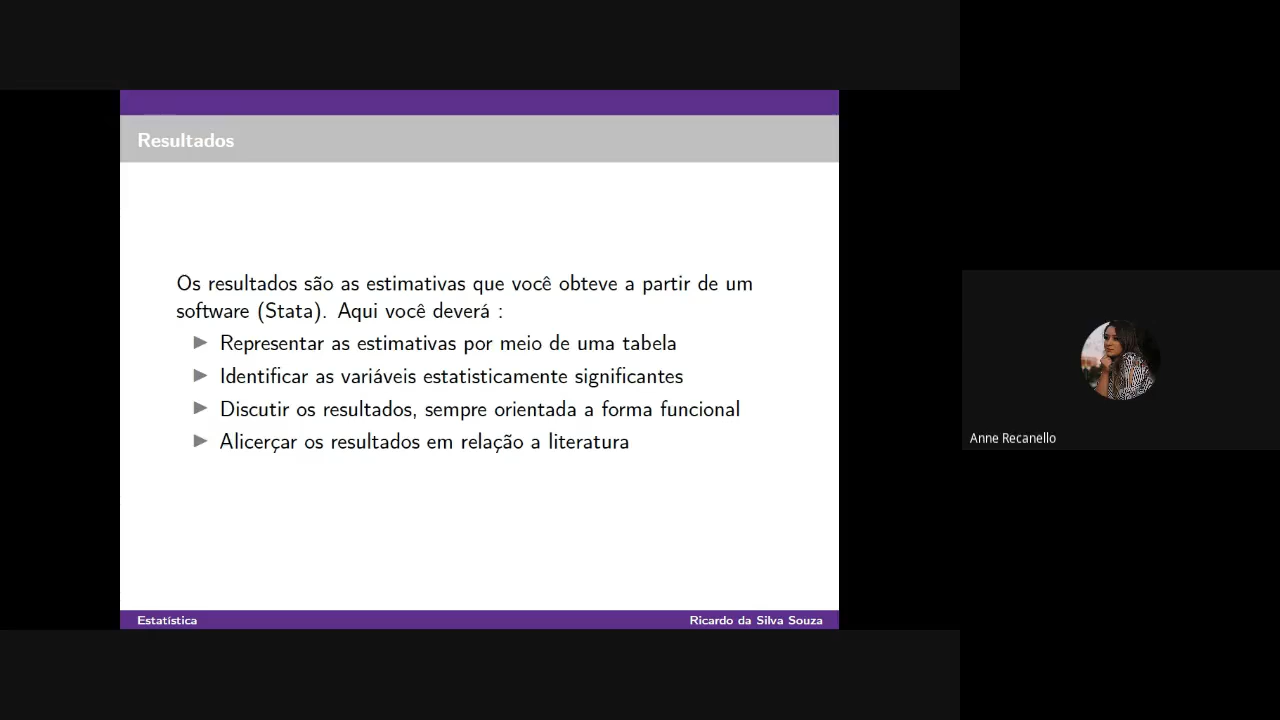 Resultados
Os resultados são as estimativas que você obteve a partir de um
software (Stata). Aqui você deverá :
Representar as estimativas por meio de uma tabela
Identificar as variáveis estatisticamente significantes
Discutir os resultados, sempre orientada a forma funcional
Alicerçar os resultados em relação a literatura
Estatística
Ricardo da Silva Souza
Anne Recanello